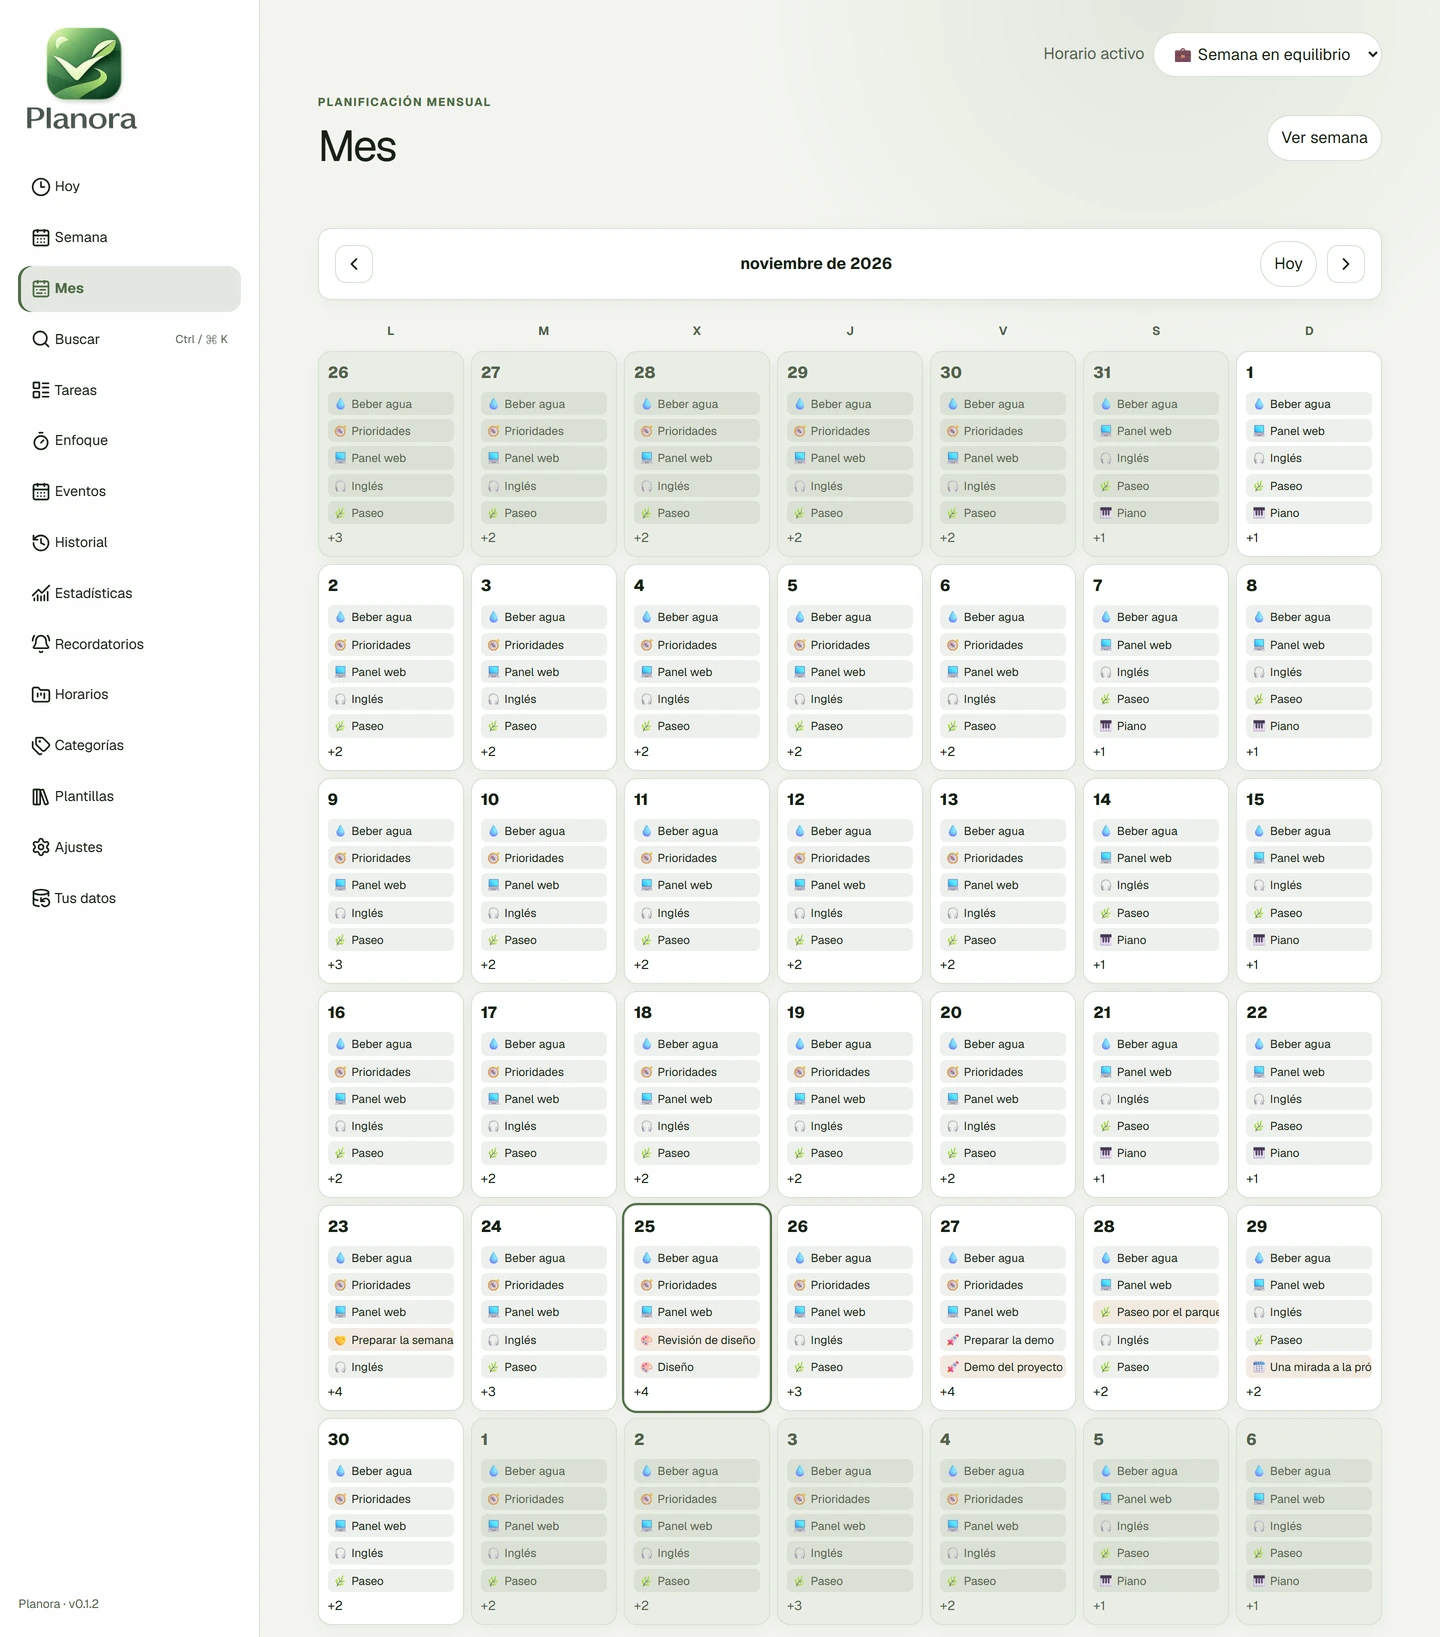 Planora
Hoy
Semana
Mes
Buscar Ctrl / ⌘ K
Tareas
Enfoque
Eventos
Historial
Estadísticas
Recordatorios
Horarios
Categorías
Plantillas
Ajustes
Tus datos
Planora · v0.1.2
Horario activo Semana en equilibrio
PLANIFICACIÓN MENSUAL
Mes
Ver semana
noviembre de 2026
Hoy
L M X J V S D
26 27 28 29 30 31 1
Beber agua Beber agua Beber agua Beber agua Beber agua Beber agua Beber agua
Prioridades Prioridades Prioridades Prioridades Prioridades Panel web Panel web
Panel web Panel web Panel web Panel web Panel web Inglés Inglés
Inglés Inglés Inglés Inglés Inglés Paseo Paseo
Paseo Paseo Paseo Paseo Paseo Piano Piano
+3 +2 +2 +2 +2 +1 +1
2 3 4 5 6 7 8
Beber agua Beber agua Beber agua Beber agua Beber agua Beber agua Beber agua
Prioridades Prioridades Prioridades Prioridades Prioridades Panel web Panel web
Panel web Panel web Panel web Panel web Panel web Inglés Inglés
Inglés Inglés Inglés Inglés Inglés Paseo Paseo
Paseo Paseo Paseo Paseo Paseo Piano Piano
+2 +2 +2 +2 +2 +1 +1
9 10 11 12 13 14 15
Beber agua Beber agua Beber agua Beber agua Beber agua Beber agua Beber agua
Prioridades Prioridades Prioridades Prioridades Prioridades Panel web Panel web
Panel web Panel web Panel web Panel web Panel web Inglés Inglés
Inglés Inglés Inglés Inglés Inglés Paseo Paseo
Paseo Paseo Paseo Paseo Paseo Piano Piano
+3 +2 +2 +2 +2 +1 +1
16 17 18 19 20 21 22
Beber agua Beber agua Beber agua Beber agua Beber agua Beber agua Beber agua
Prioridades Prioridades Prioridades Prioridades Prioridades Panel web Panel web
Panel web Panel web Panel web Panel web Panel web Inglés Inglés
Inglés Inglés Inglés Inglés Inglés Paseo Paseo
Paseo Paseo Paseo Paseo Paseo Piano Piano
+2 +2 +2 +2 +2 +1 +1
23 24 25 26 27 28 29
Beber agua Beber agua Beber agua Beber agua Beber agua Beber agua Beber agua
Prioridades Prioridades Prioridades Prioridades Prioridades Panel web Panel web
Panel web Panel web Panel web Panel web Panel web Paseo por el parque Inglés
Preparar la semana Inglés Revisión de diseño Inglés Preparar la demo Inglés Paseo
Inglés Paseo Diseño Paseo Demo del proyecto Paseo Una mirada a la pró
+4 +3 +4 +3 +4 +2 +2
30 1 2 3 4 5 6
Beber agua Beber agua Beber agua Beber agua Beber agua Beber agua Beber agua
Prioridades Prioridades Prioridades Prioridades Prioridades Panel web Panel web
Panel web Panel web Panel web Panel web Panel web Inglés Inglés
Inglés Inglés Inglés Inglés Inglés Paseo Paseo
Paseo Paseo Paseo Paseo Paseo Piano Piano
+2 +2 +2 +3 +2 +1 +1